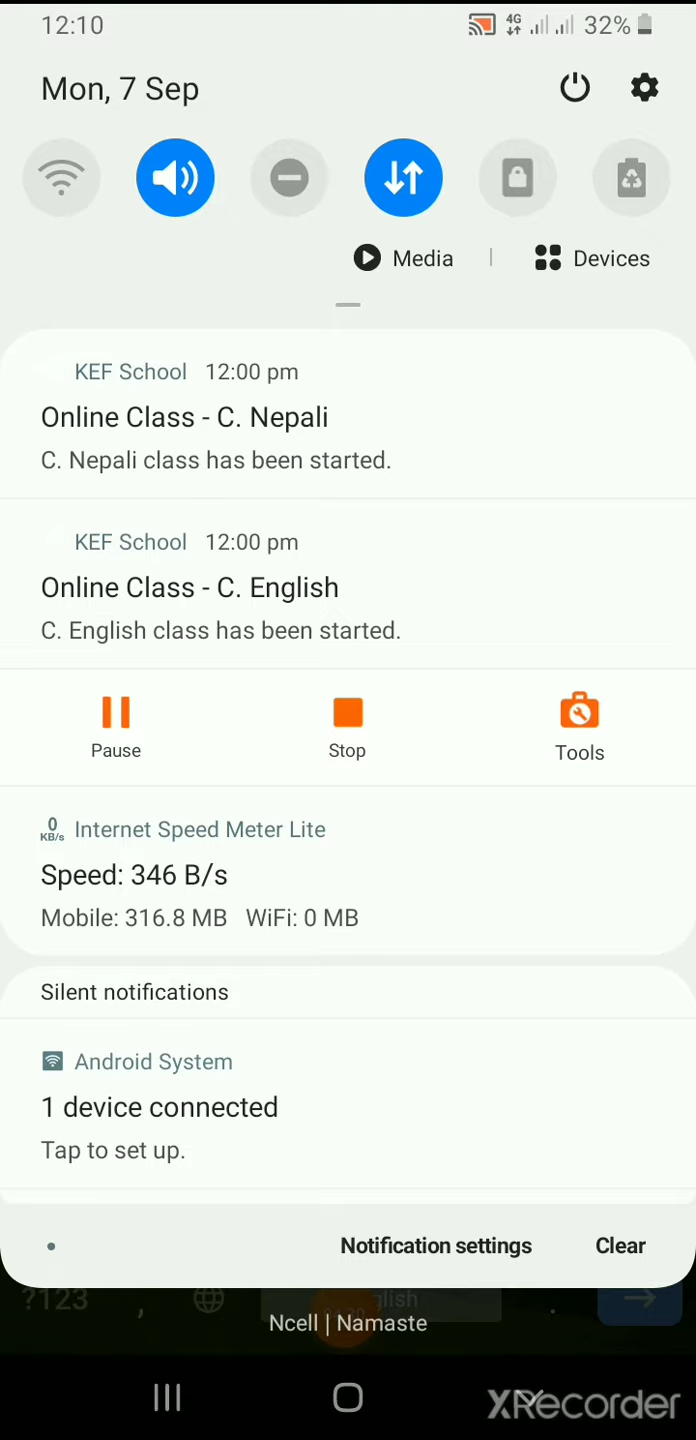 12:10 4G 32%
Mon, 7 Sep
Media | Devices
KEF School 12:00 pm
Online Class - C. Nepali
C. Nepali class has been started.
KEF School 12:00 pm
Online Class - C. English
C. English class has been started.
Pause Stop Tools
0 KB/s Internet Speed Meter Lite
Speed: 346 B/s
Mobile: 316.8 MB WiFi: 0 MB
Silent notifications
Android System
1 device connected
Tap to set up.
Notification settings Clear
?123 , .
Ncell | Namaste
XRecorder